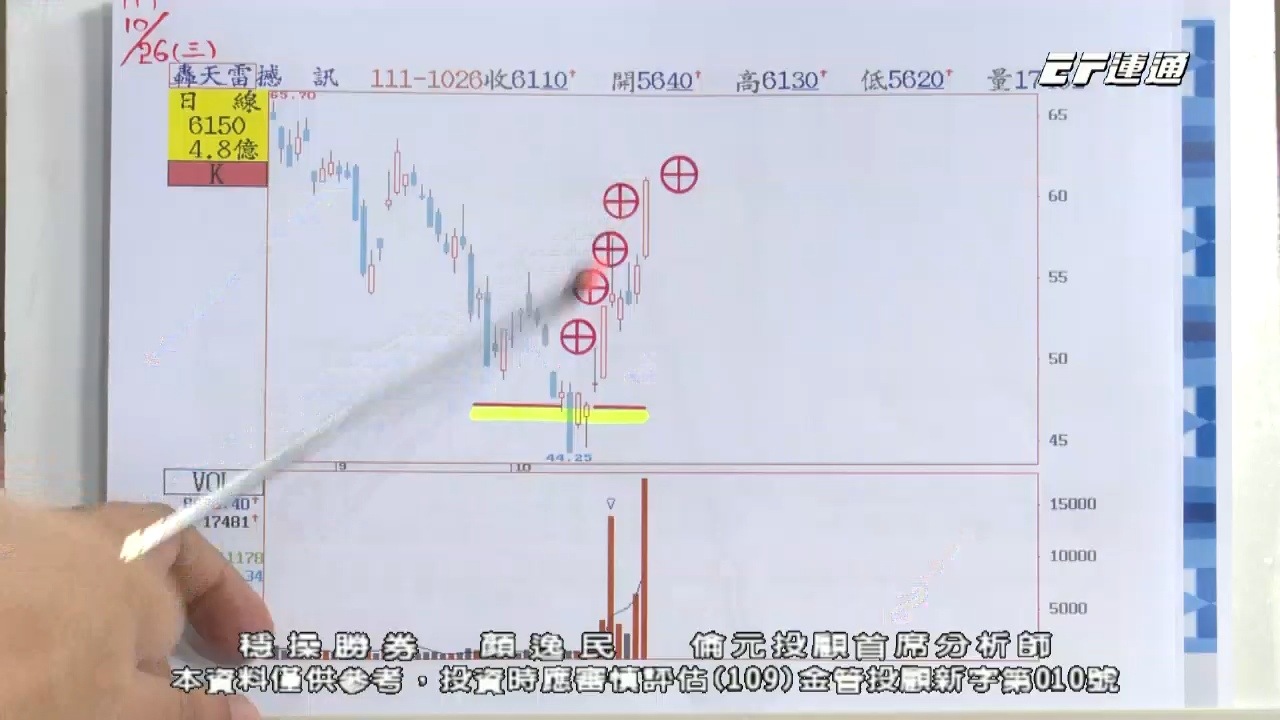 10/26(三)
轟天雷撼 訊 111-1026收6110↑ 開5640↑ 高6130↑ 低5620↑ 量17
ET運通
日 線
6150
4.8億
K
65.70
65
60
55
50
45
44.25
9
10
VOL
17481↑
1178
34
15000
10000
5000
穩操勝券 顏逸民 倫元投顧首席分析師
本資料僅供參考，投資時應審慎評估(109)金管投顧新字第010號